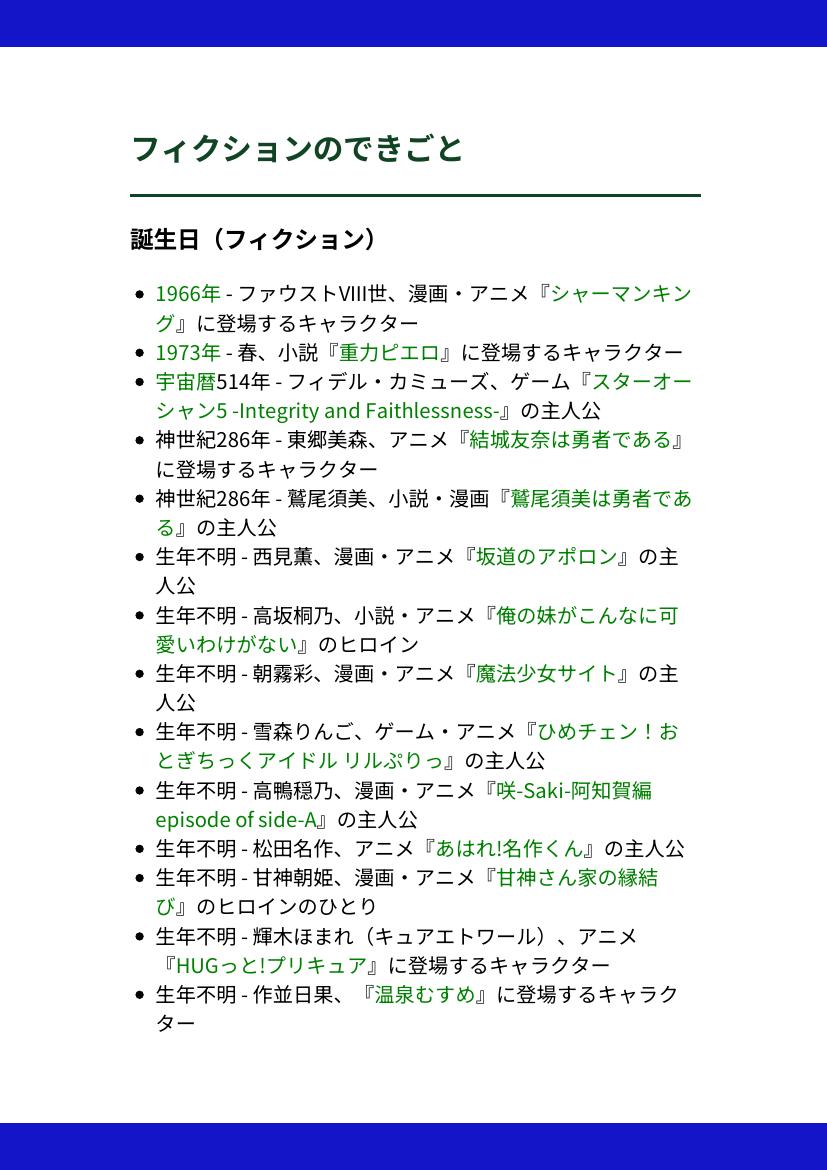 フィクションのできごと
誕生日（フィクション）
• 1966年 - ファウストVIII世、漫画・アニメ『シャーマンキン
グ』に登場するキャラクター
• 1973年 - 春、小説『重力ピエロ』に登場するキャラクター
• 宇宙暦514年 - フィデル・カミューズ、ゲーム『スターオー
シャン5 -Integrity and Faithlessness-』の主人公
• 神世紀286年 - 東郷美森、アニメ『結城友奈は勇者である』
に登場するキャラクター
• 神世紀286年 - 鷲尾須美、小説・漫画『鷲尾須美は勇者であ
る』の主人公
• 生年不明 - 西見薫、漫画・アニメ『坂道のアポロン』の主
人公
• 生年不明 - 高坂桐乃、小説・アニメ『俺の妹がこんなに可
愛いわけがない』のヒロイン
• 生年不明 - 朝霧彩、漫画・アニメ『魔法少女サイト』の主
人公
• 生年不明 - 雪森りんご、ゲーム・アニメ『ひめチェン！お
とぎちっくアイドル リルぷりっ』の主人公
• 生年不明 - 高鴨穏乃、漫画・アニメ『咲-Saki-阿知賀編
episode of side-A』の主人公
• 生年不明 - 松田名作、アニメ『あはれ!名作くん』の主人公
• 生年不明 - 甘神朝姫、漫画・アニメ『甘神さん家の縁結
び』のヒロインのひとり
• 生年不明 - 輝木ほまれ（キュアエトワール）、アニメ
『HUGっと!プリキュア』に登場するキャラクター
• 生年不明 - 作並日果、『温泉むすめ』に登場するキャラク
ター